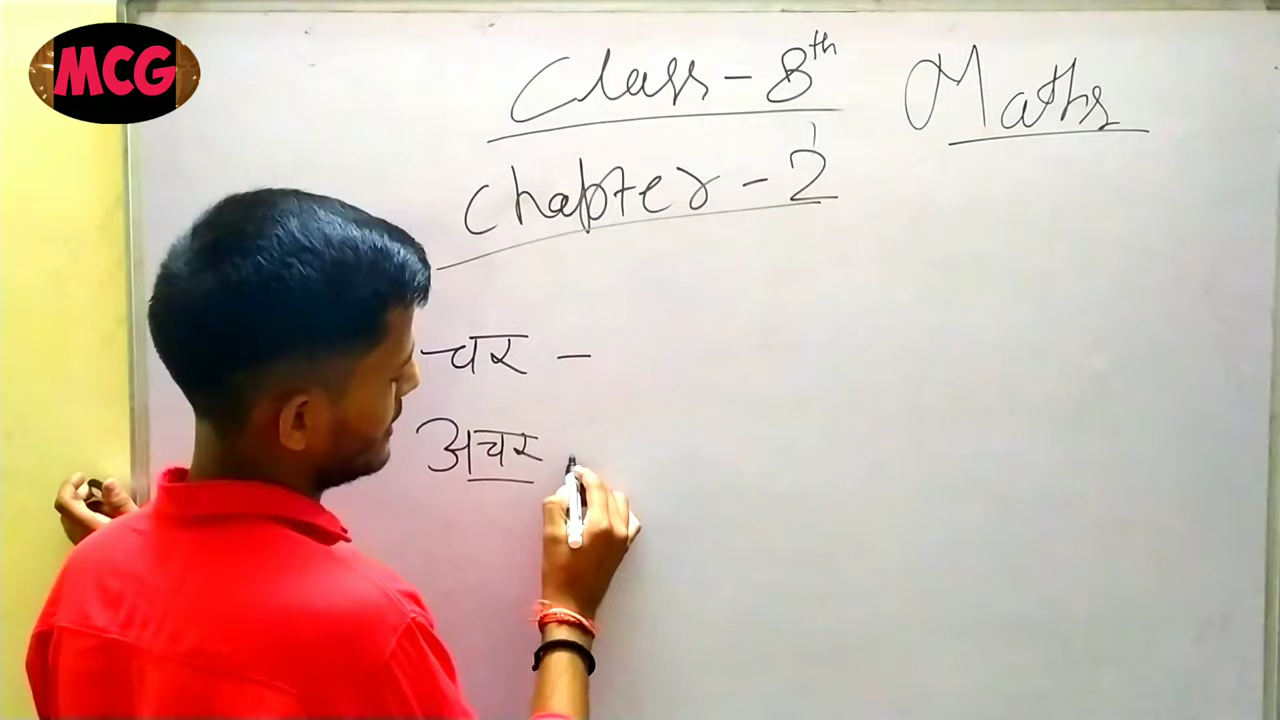 MCG
Class - 8th Maths
Chapter - 2
चर -
अचर